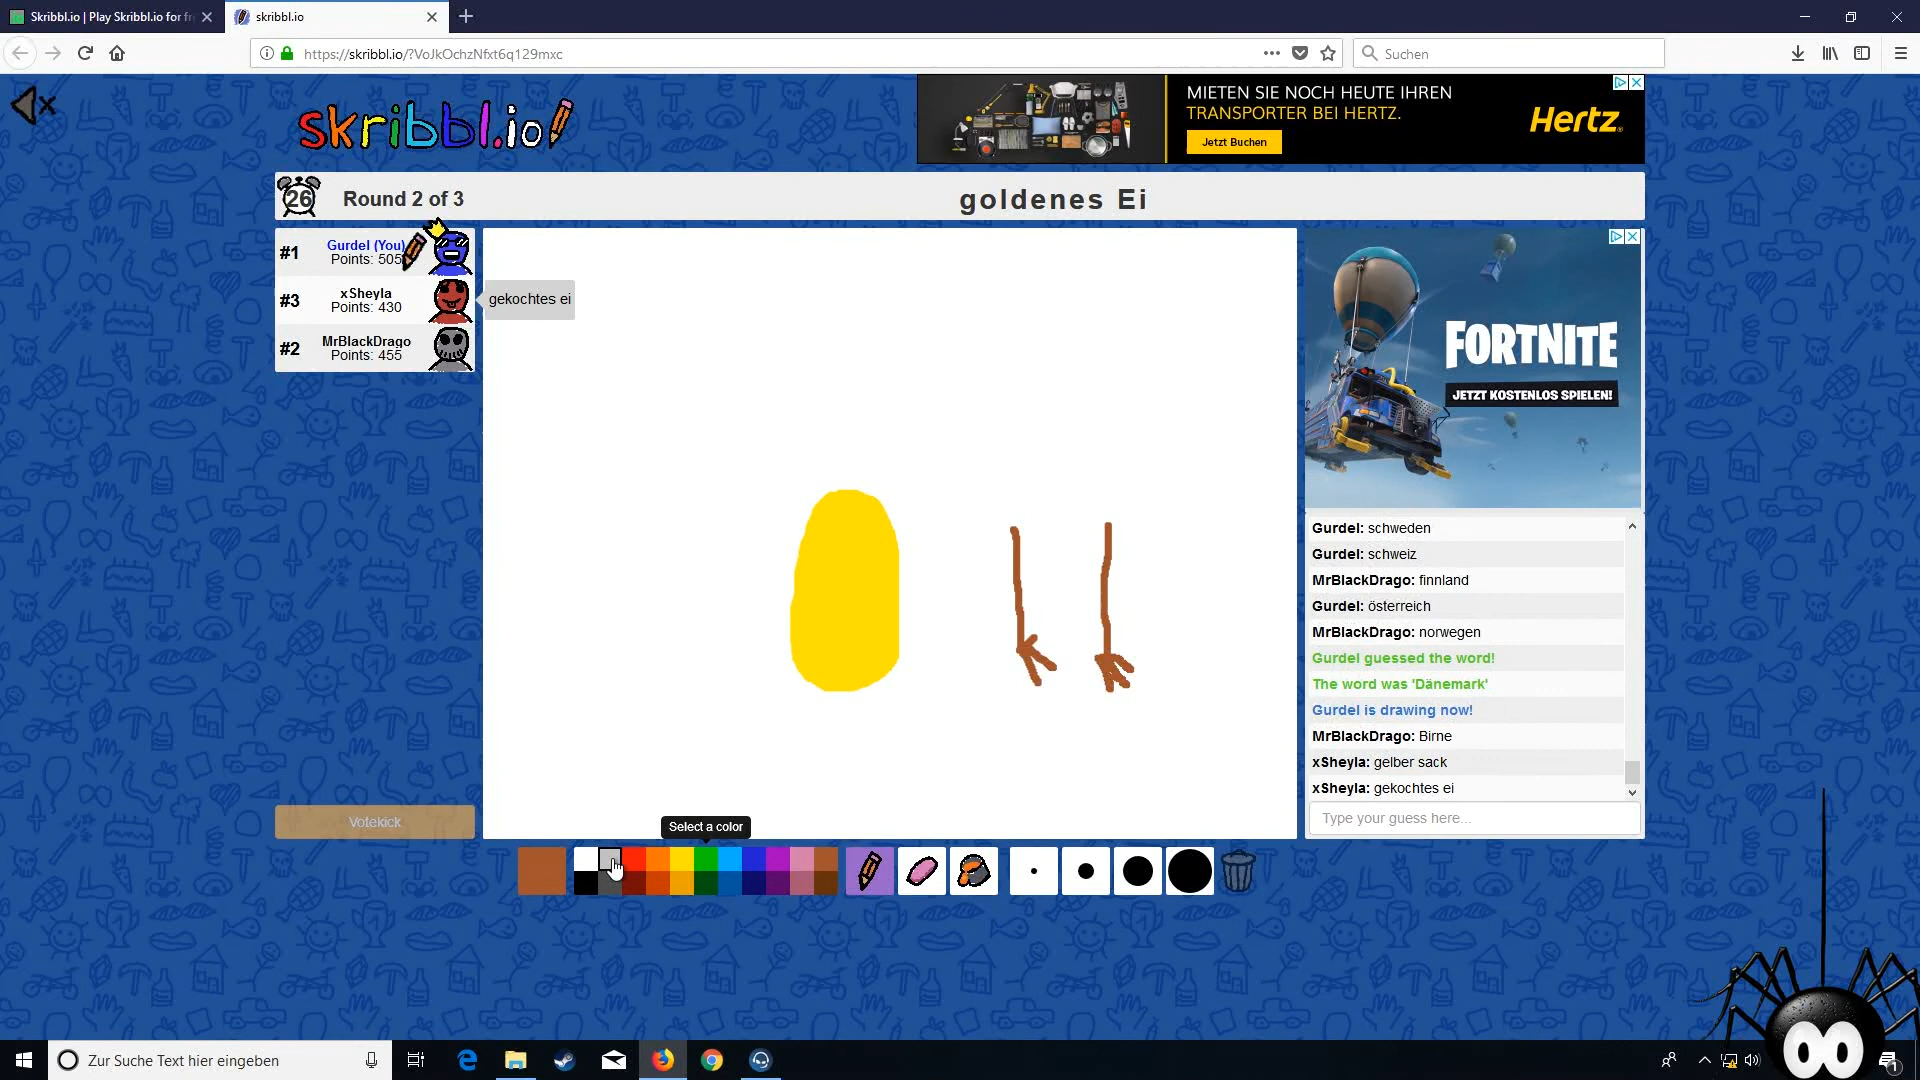 Skribbl.io | Play Skribbl.io for fr
skribbl.io
https://skribbl.io/?VoJkOchzNfxt6q129mxc
Suchen
skribbl.io
MIETEN SIE NOCH HEUTE IHREN
TRANSPORTER BEI HERTZ.
Jetzt Buchen
Hertz.
26
Round 2 of 3
goldenes Ei
#1
Gurdel (You)
Points: 505
#3
xSheyla
Points: 430
gekochtes ei
#2
MrBlackDrago
Points: 455
FORTNITE
JETZT KOSTENLOS SPIELEN!
Gurdel: schweden
Gurdel: schweiz
MrBlackDrago: finnland
Gurdel: österreich
MrBlackDrago: norwegen
Gurdel guessed the word!
The word was 'Dänemark'
Gurdel is drawing now!
MrBlackDrago: Birne
xSheyla: gelber sack
xSheyla: gekochtes ei
Type your guess here...
Votekick
Select a color
Zur Suche Text hier eingeben
1